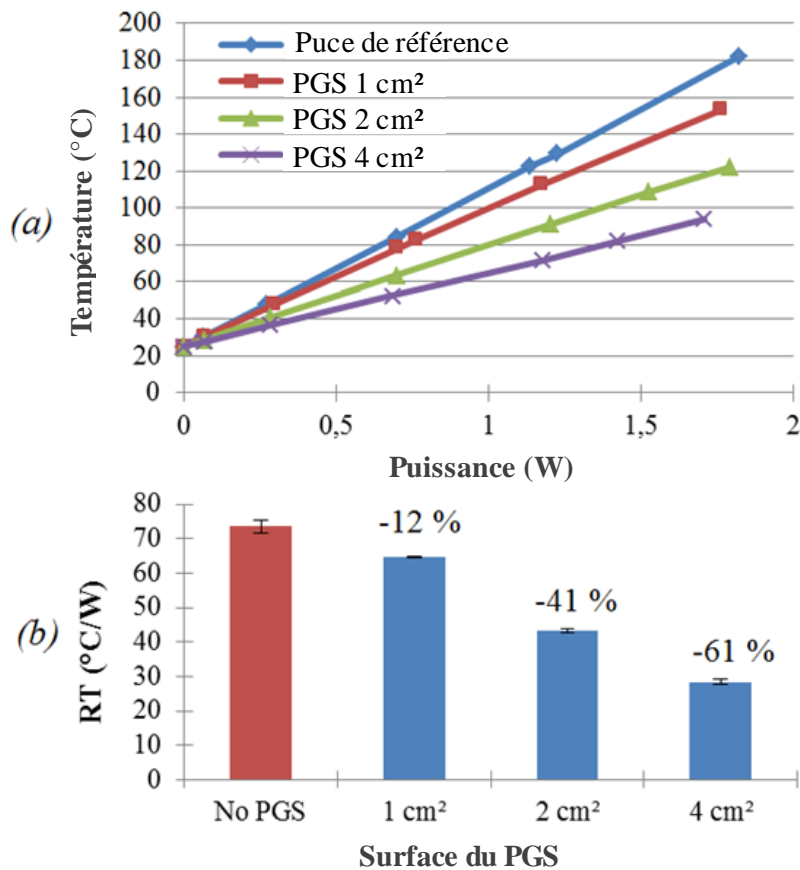 (a)
Température (°C)
200
180
160
140
120
100
80
60
40
20
0
Puce de référence
PGS 1 cm²
PGS 2 cm²
PGS 4 cm²
0
0,5
1
1,5
2
Puissance (W)
(b)
RT (°C/W)
80
70
60
50
40
30
20
10
0
-12 %
-41 %
-61 %
No PGS
1 cm²
2 cm²
4 cm²
Surface du PGS